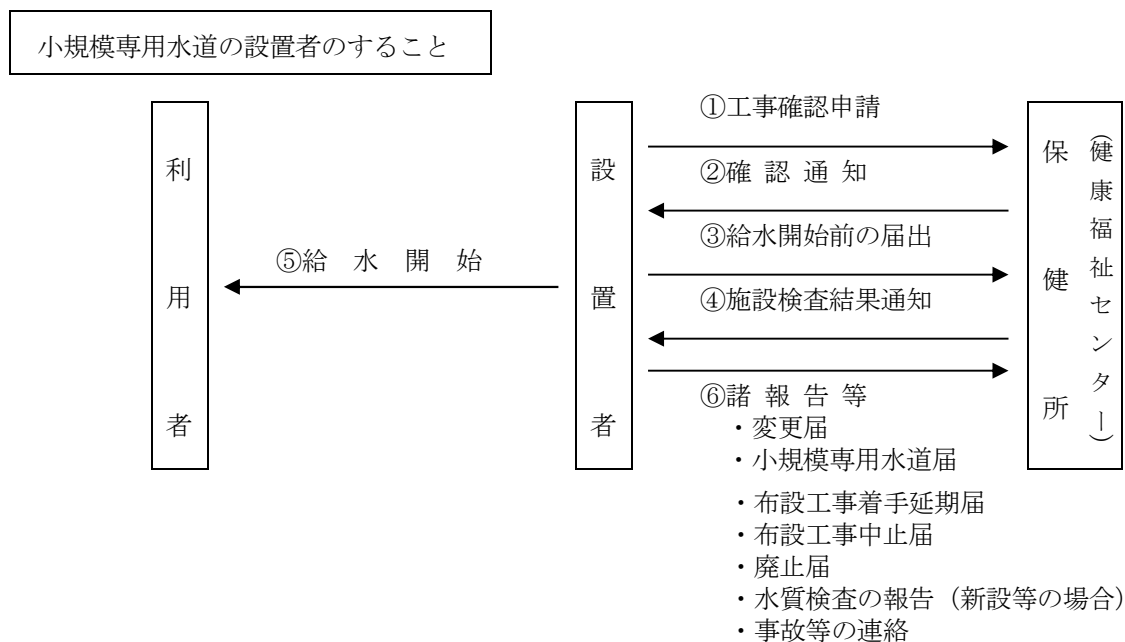 小規模専用水道の設置者のすること
利用者
⑤給水開始
設置者
①工事確認申請
②確認通知
③給水開始前の届出
④施設検査結果通知
⑥諸報告等
・変更届
・小規模専用水道届
・布設工事着手延期届
・布設工事中止届
・廃止届
・水質検査の報告（新設等の場合）
・事故等の連絡
保健所
（健康福祉センター）